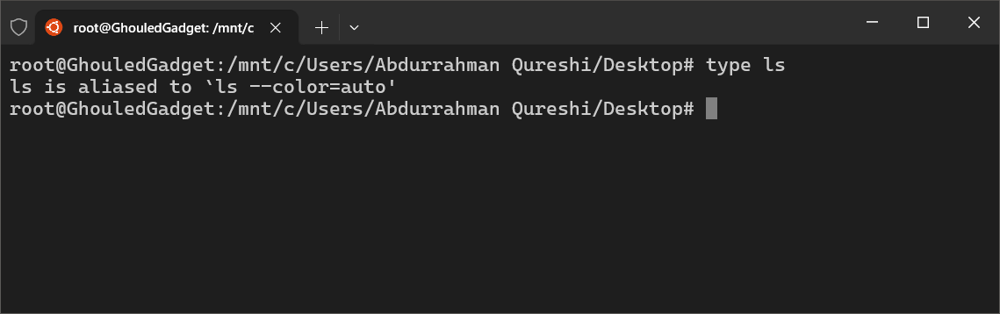 root@GhouledGadget: /mnt/c
root@GhouledGadget:/mnt/c/Users/Abdurrahman Qureshi/Desktop# type ls
ls is aliased to `ls --color=auto'
root@GhouledGadget:/mnt/c/Users/Abdurrahman Qureshi/Desktop#